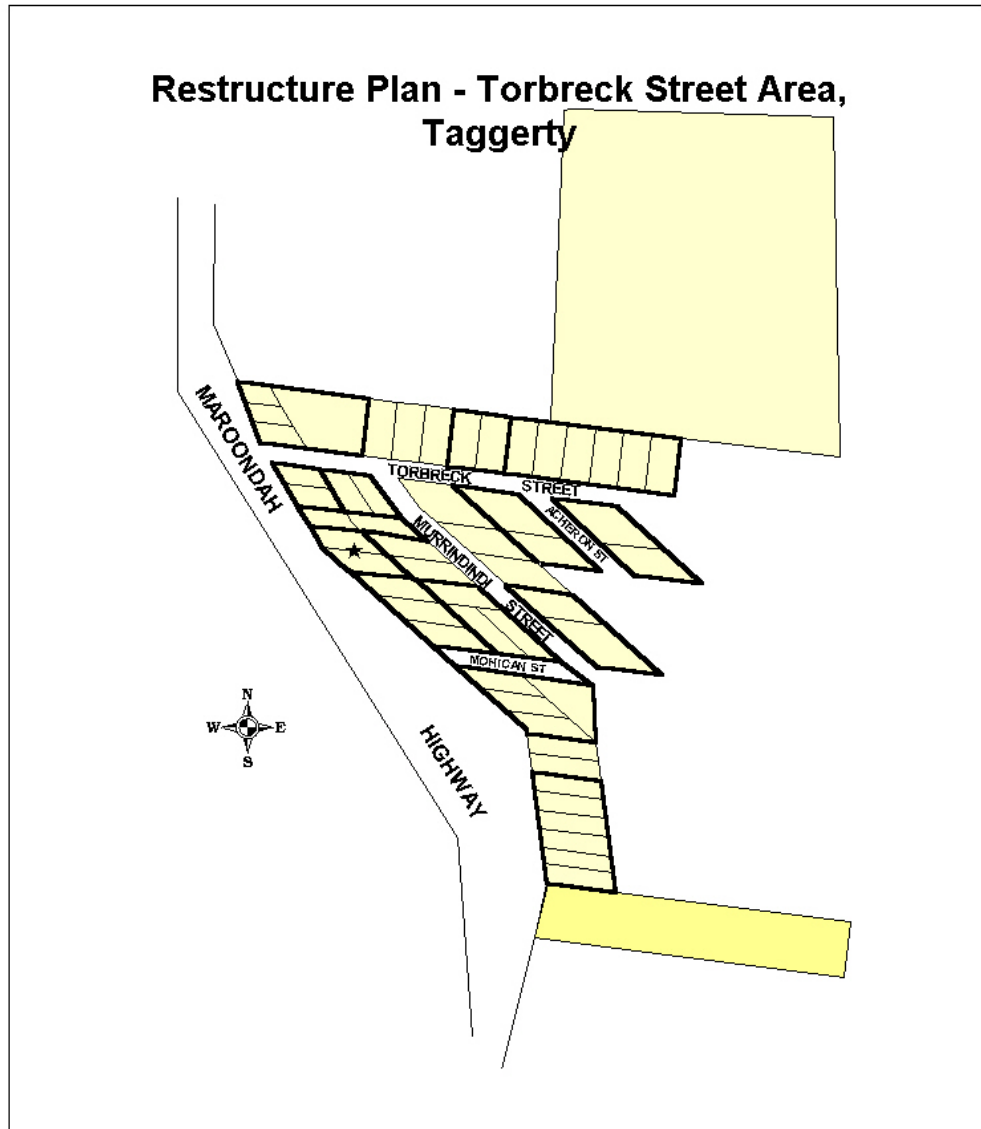 Restructure Plan - Torbreck Street Area,
Taggerty
MAROONDAH
HIGHWAY
TORBRECK STREET
ACHERON ST
MURRINDINDI
STREET
MOHICAN ST
N
W E
S